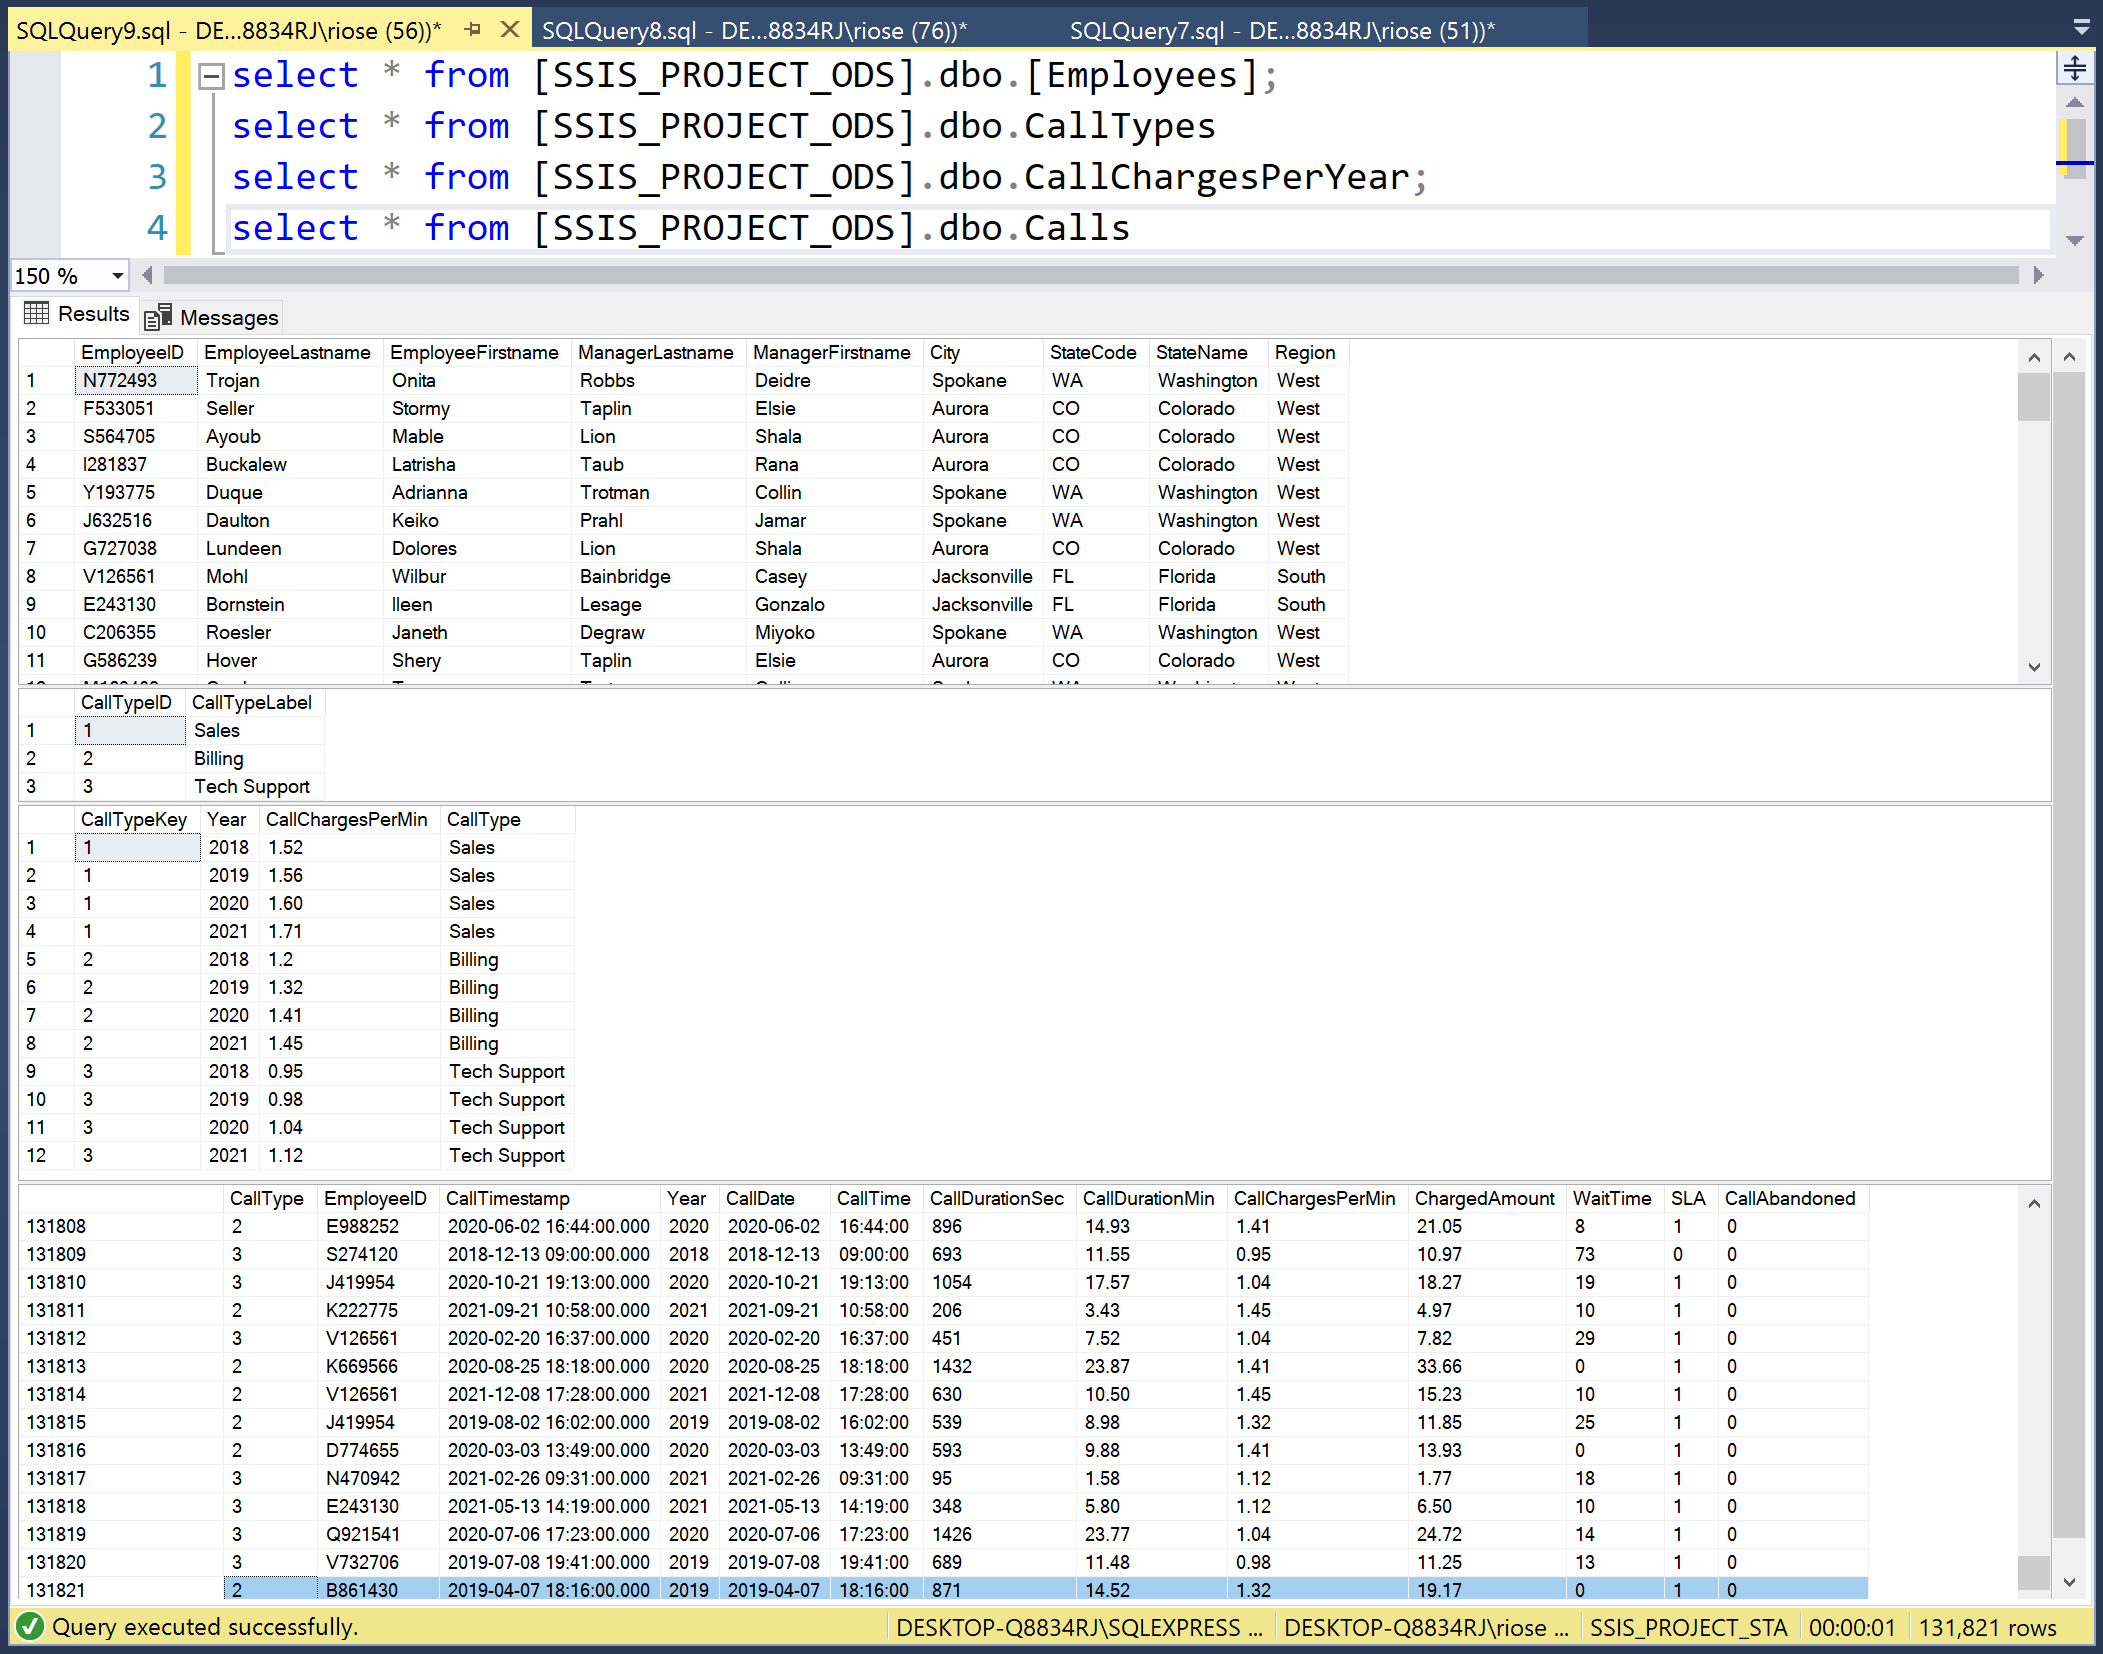 SQLQuery9.sql - DE...8834RJ\riose (56))* SQLQuery8.sql - DE...8834RJ\riose (76))* SQLQuery7.sql - DE...8834RJ\riose (51))*
1 select * from [SSIS_PROJECT_ODS].dbo.[Employees];
2 select * from [SSIS_PROJECT_ODS].dbo.CallTypes
3 select * from [SSIS_PROJECT_ODS].dbo.CallChargesPerYear;
4 select * from [SSIS_PROJECT_ODS].dbo.Calls
150 %
Results Messages
EmployeeID EmployeeLastname EmployeeFirstname ManagerLastname ManagerFirstname City StateCode StateName Region
1 N772493 Trojan Onita Robbs Deidre Spokane WA Washington West
2 F533051 Seller Stormy Taplin Elsie Aurora CO Colorado West
3 S564705 Ayoub Mable Lion Shala Aurora CO Colorado West
4 I281837 Buckalew Latrisha Taub Rana Aurora CO Colorado West
5 Y193775 Duque Adrianna Trotman Collin Spokane WA Washington West
6 J632516 Daulton Keiko Prahl Jamar Spokane WA Washington West
7 G727038 Lundeen Dolores Lion Shala Aurora CO Colorado West
8 V126561 Mohl Wilbur Bainbridge Casey Jacksonville FL Florida South
9 E243130 Bornstein Ileen Lesage Gonzalo Jacksonville FL Florida South
10 C206355 Roesler Janeth Degraw Miyoko Spokane WA Washington West
11 G586239 Hover Shery Taplin Elsie Aurora CO Colorado West
CallTypeID CallTypeLabel
1 1 Sales
2 2 Billing
3 3 Tech Support
CallTypeKey Year CallChargesPerMin CallType
1 1 2018 1.52 Sales
2 1 2019 1.56 Sales
3 1 2020 1.60 Sales
4 1 2021 1.71 Sales
5 2 2018 1.2 Billing
6 2 2019 1.32 Billing
7 2 2020 1.41 Billing
8 2 2021 1.45 Billing
9 3 2018 0.95 Tech Support
10 3 2019 0.98 Tech Support
11 3 2020 1.04 Tech Support
12 3 2021 1.12 Tech Support
CallType EmployeeID CallTimestamp Year CallDate CallTime CallDurationSec CallDurationMin CallChargesPerMin ChargedAmount WaitTime SLA CallAbandoned
131808 2 E988252 2020-06-02 16:44:00.000 2020 2020-06-02 16:44:00 896 14.93 1.41 21.05 8 1 0
131809 3 S274120 2018-12-13 09:00:00.000 2018 2018-12-13 09:00:00 693 11.55 0.95 10.97 73 0 0
131810 3 J419954 2020-10-21 19:13:00.000 2020 2020-10-21 19:13:00 1054 17.57 1.04 18.27 19 1 0
131811 2 K222775 2021-09-21 10:58:00.000 2021 2021-09-21 10:58:00 206 3.43 1.45 4.97 10 1 0
131812 3 V126561 2020-02-20 16:37:00.000 2020 2020-02-20 16:37:00 451 7.52 1.04 7.82 29 1 0
131813 2 K669566 2020-08-25 18:18:00.000 2020 2020-08-25 18:18:00 1432 23.87 1.41 33.66 0 1 0
131814 2 V126561 2021-12-08 17:28:00.000 2021 2021-12-08 17:28:00 630 10.50 1.45 15.23 10 1 0
131815 2 J419954 2019-08-02 16:02:00.000 2019 2019-08-02 16:02:00 539 8.98 1.32 11.85 25 1 0
131816 2 D774655 2020-03-03 13:49:00.000 2020 2020-03-03 13:49:00 593 9.88 1.41 13.93 0 1 0
131817 3 N470942 2021-02-26 09:31:00.000 2021 2021-02-26 09:31:00 95 1.58 1.12 1.77 18 1 0
131818 3 E243130 2021-05-13 14:19:00.000 2021 2021-05-13 14:19:00 348 5.80 1.12 6.50 10 1 0
131819 3 Q921541 2020-07-06 17:23:00.000 2020 2020-07-06 17:23:00 1426 23.77 1.04 24.72 14 1 0
131820 3 V732706 2019-07-08 19:41:00.000 2019 2019-07-08 19:41:00 689 11.48 0.98 11.25 13 1 0
131821 2 B861430 2019-04-07 18:16:00.000 2019 2019-04-07 18:16:00 871 14.52 1.32 19.17 0 1 0
Query executed successfully. DESKTOP-Q8834RJ\SQLEXPRESS ... DESKTOP-Q8834RJ\riose ... SSIS_PROJECT_STA 00:00:01 131,821 rows